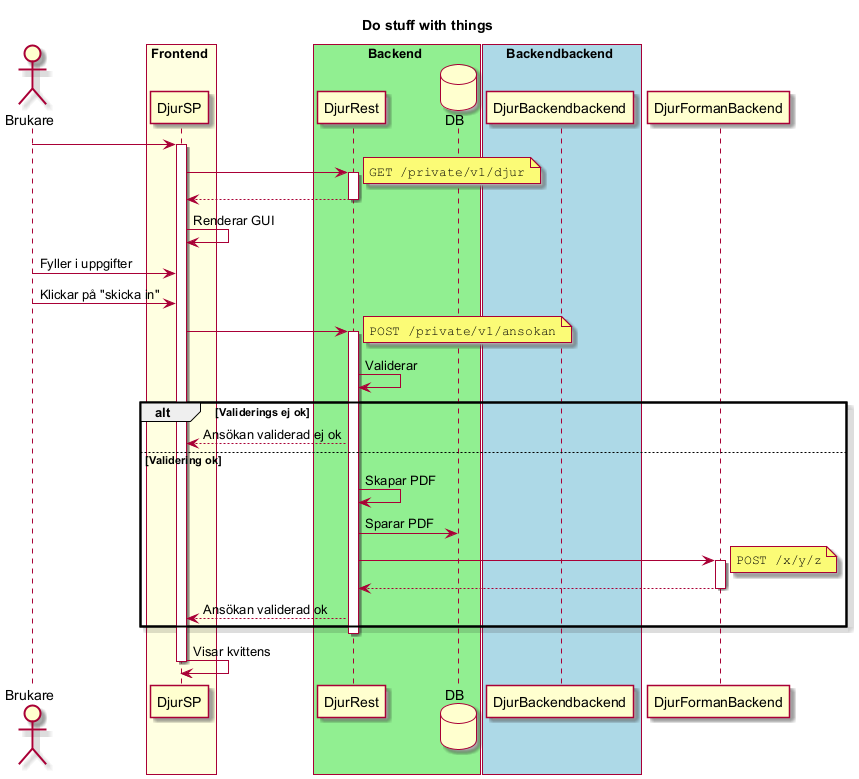 Do stuff with things
Frontend
Backend
Backendbackend
Brukare
DjurSP
DjurRest
DB
DjurBackendbackend
DjurFormanBackend
GET /private/v1/djur
Renderar GUI
Fyller i uppgifter
Klickar på "skicka in"
POST /private/v1/ansokan
Validerar
alt [Validerings ej ok]
Ansökan validerad ej ok
[Validering ok]
Skapar PDF
Sparar PDF
POST /x/y/z
Ansökan validerad ok
Visar kvittens
Brukare
DjurSP
DjurRest
DB
DjurBackendbackend
DjurFormanBackend